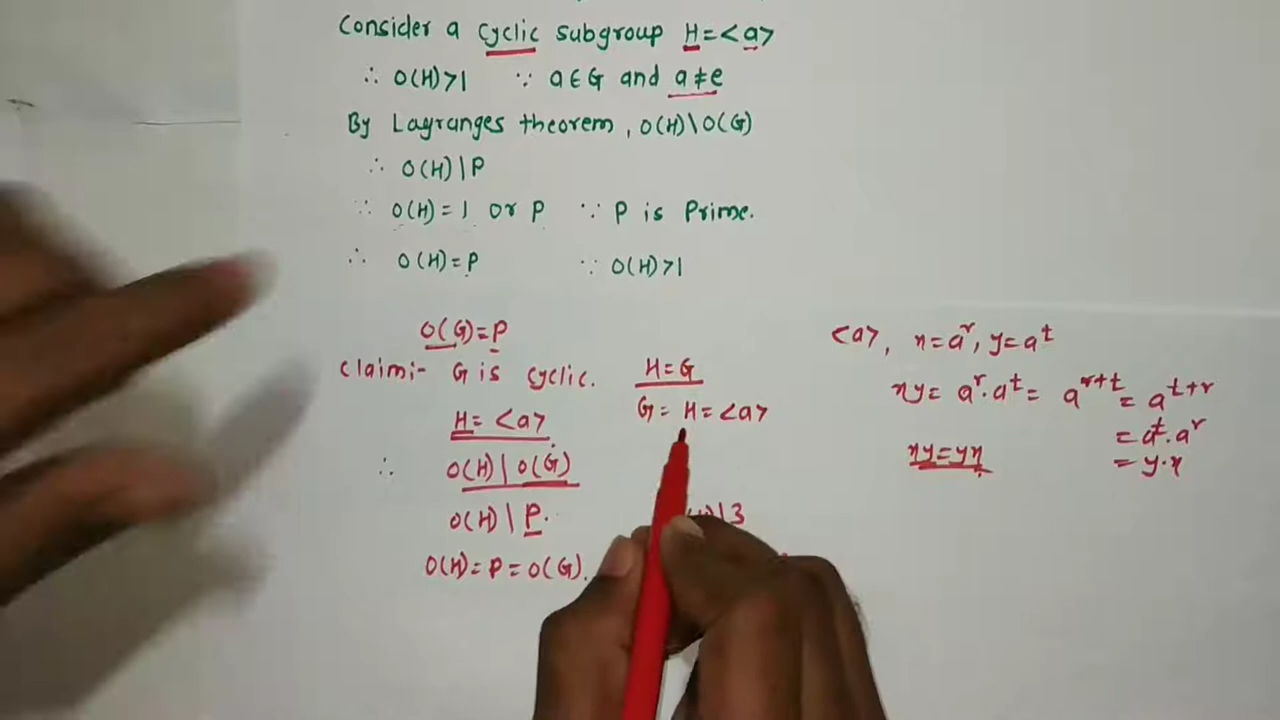 Consider a cyclic subgroup H=<a>
∴ O(H)>1 ∵ a∈G and a≠e
By Lagranges theorem, O(H)\O(G)
∴ O(H)|P
∵ O(H)=1 or P ∵ P is Prime.
∴ O(H)=P ∵ O(H)>1
O(G)=P
Claim:- G is cyclic.
H=<a>
∴ O(H)|O(G)
O(H)|P.
O(H)=P=O(G).
H=G
G=H=<a>
|3
<a>, x=a^r, y=a^t
xy=a^r.a^t=a^r+t=a^t+r
=a^t.a^r
xy=yx =y.x